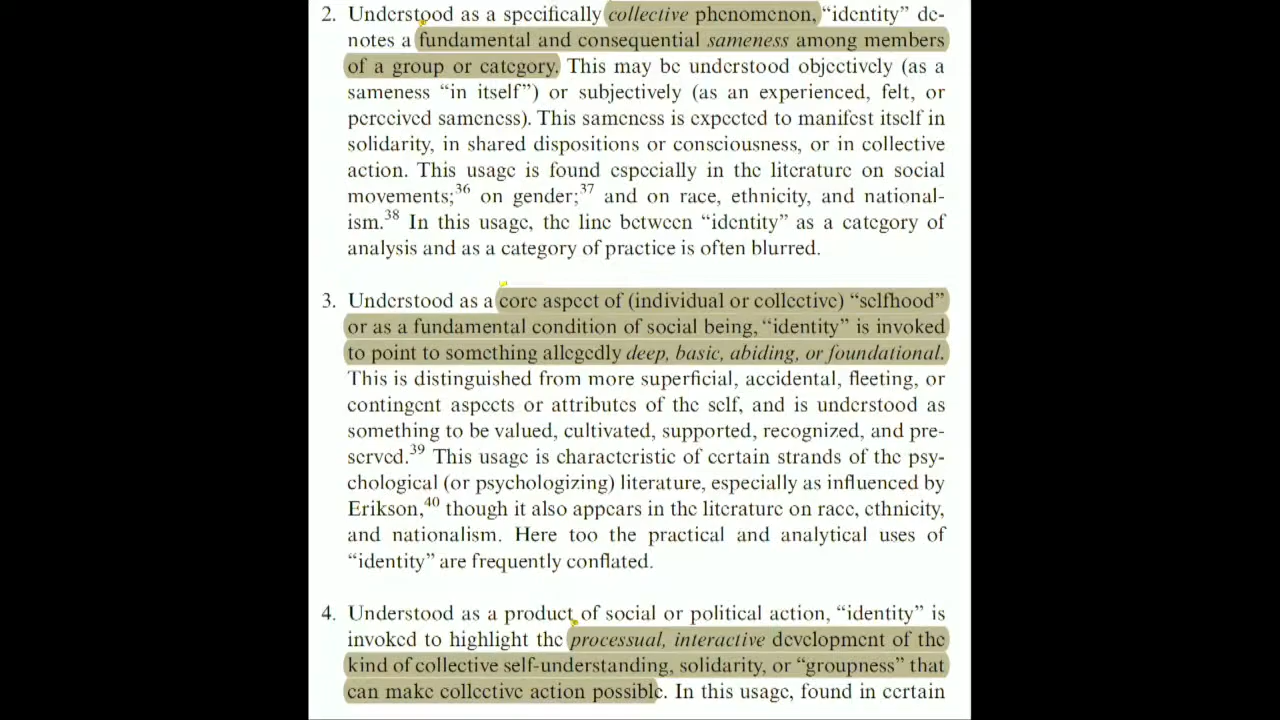 2. Understood as a specifically collective phenomenon, “identity” de-
notes a fundamental and consequential sameness among members
of a group or category. This may be understood objectively (as a
sameness “in itself”) or subjectively (as an experienced, felt, or
perceived sameness). This sameness is expected to manifest itself in
solidarity, in shared dispositions or consciousness, or in collective
action. This usage is found especially in the literature on social
movements;36 on gender;37 and on race, ethnicity, and national-
ism.38 In this usage, the line between “identity” as a category of
analysis and as a category of practice is often blurred.
3. Understood as a core aspect of (individual or collective) “selfhood”
or as a fundamental condition of social being, “identity” is invoked
to point to something allegedly deep, basic, abiding, or foundational.
This is distinguished from more superficial, accidental, fleeting, or
contingent aspects or attributes of the self, and is understood as
something to be valued, cultivated, supported, recognized, and pre-
served.39 This usage is characteristic of certain strands of the psy-
chological (or psychologizing) literature, especially as influenced by
Erikson,40 though it also appears in the literature on race, ethnicity,
and nationalism. Here too the practical and analytical uses of
“identity” are frequently conflated.
4. Understood as a product of social or political action, “identity” is
invoked to highlight the processual, interactive development of the
kind of collective self-understanding, solidarity, or “groupness” that
can make collective action possible. In this usage, found in certain